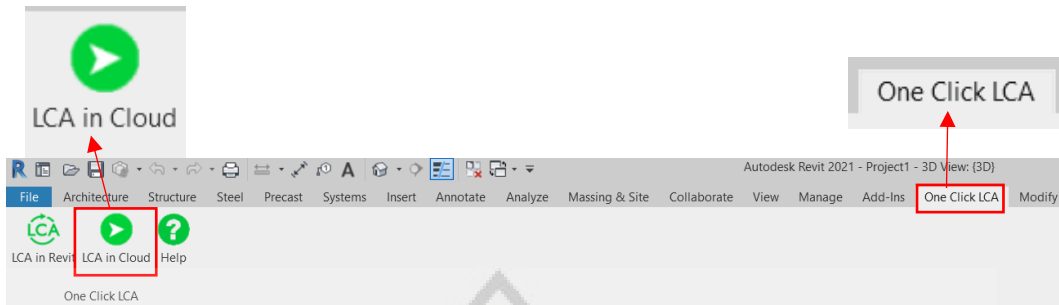 LCA in Cloud
One Click LCA
Autodesk Revit 2021 - Project1 - 3D View: {3D}
File Architecture Structure Steel Precast Systems Insert Annotate Analyze Massing & Site Collaborate View Manage Add-Ins One Click LCA Modify
LCA
LCA in Revit LCA in Cloud Help
One Click LCA